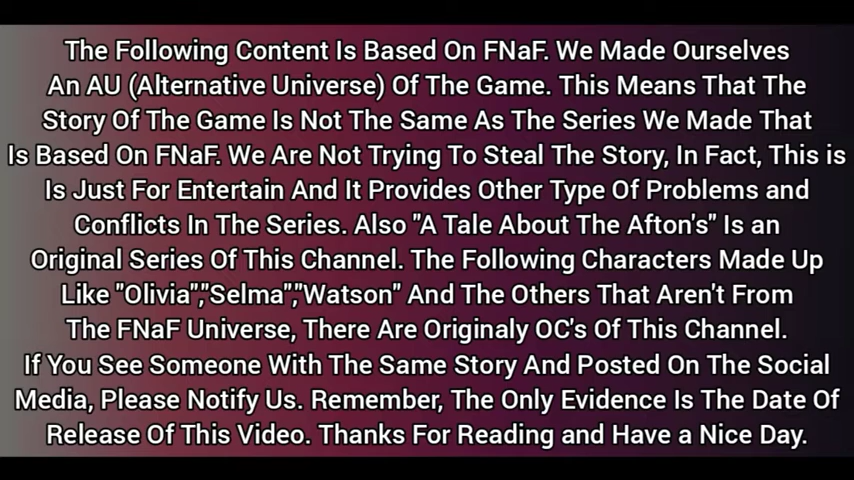 The Following Content Is Based On FNaF. We Made Ourselves
An AU (Alternative Universe) Of The Game. This Means That The
Story Of The Game Is Not The Same As The Series We Made That
Is Based On FNaF. We Are Not Trying To Steal The Story, In Fact, This is
Is Just For Entertain And It Provides Other Type Of Problems and
Conflicts In The Series. Also "A Tale About The Afton's" Is an
Original Series Of This Channel. The Following Characters Made Up
Like "Olivia","Selma","Watson" And The Others That Aren't From
The FNaF Universe, There Are Originaly OC's Of This Channel.
If You See Someone With The Same Story And Posted On The Social
Media, Please Notify Us. Remember, The Only Evidence Is The Date Of
Release Of This Video. Thanks For Reading and Have a Nice Day.